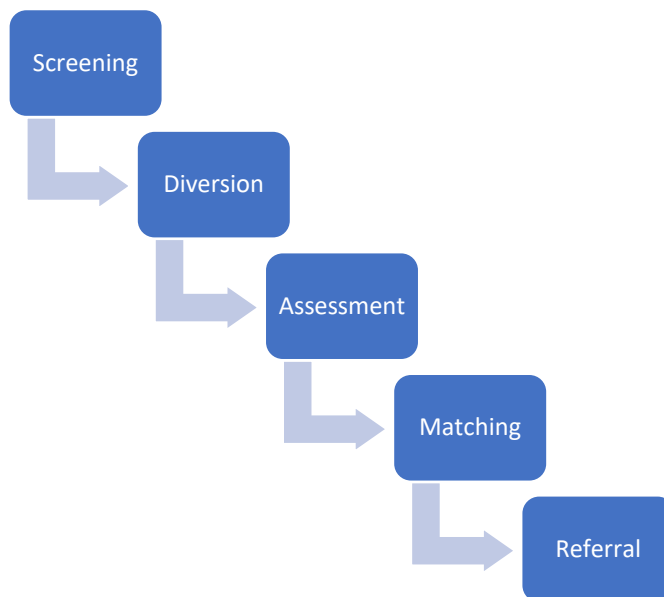 Screening
Diversion
Assessment
Matching
Referral